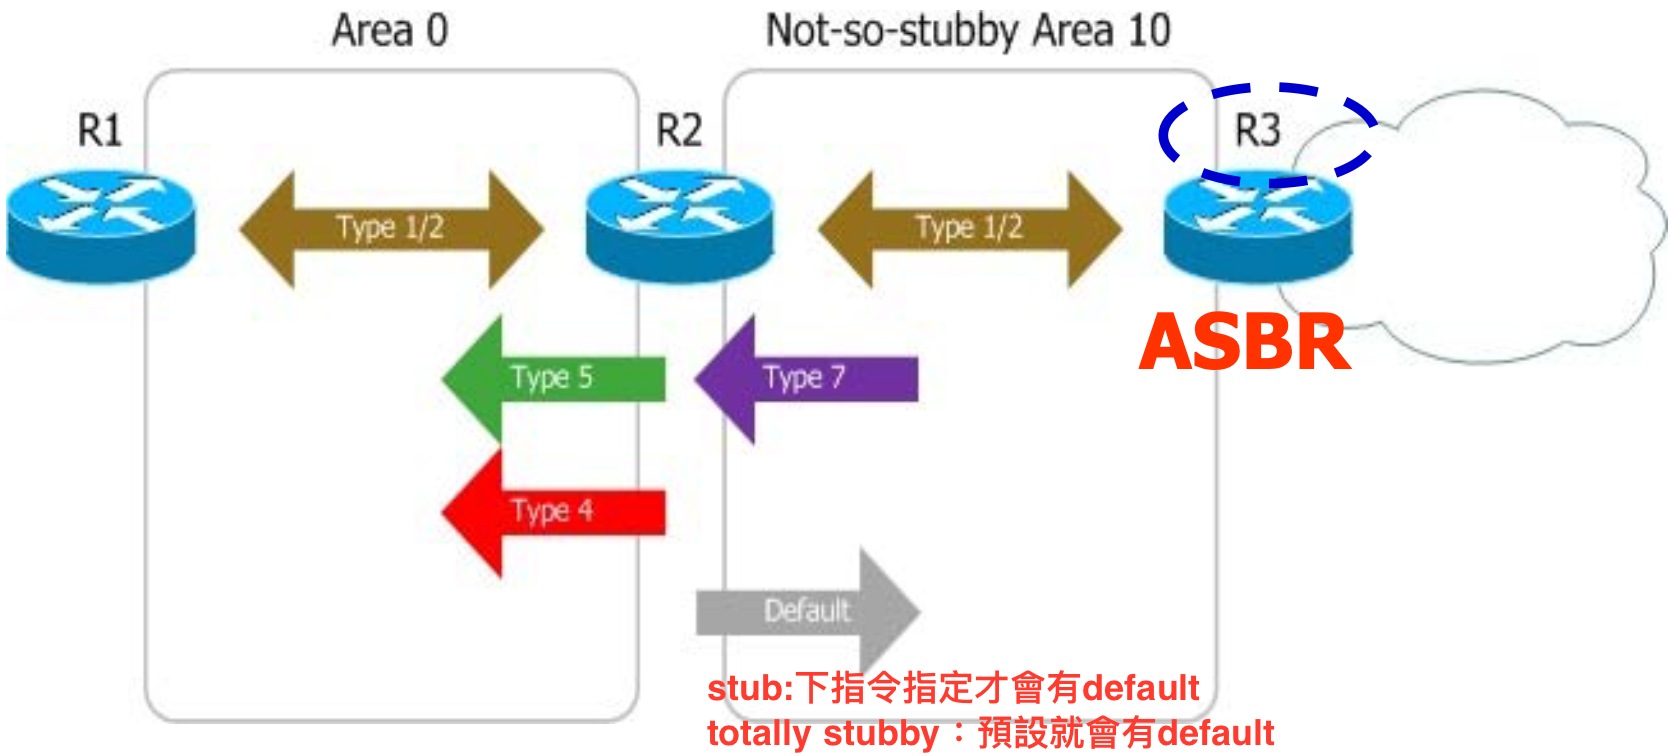 Area 0
Not-so-stubby Area 10
R1
R2
R3
Type 1/2
Type 1/2
ASBR
Type 5
Type 7
Type 4
Default
stub:下指令指定才會有default
totally stubby：預設就會有default